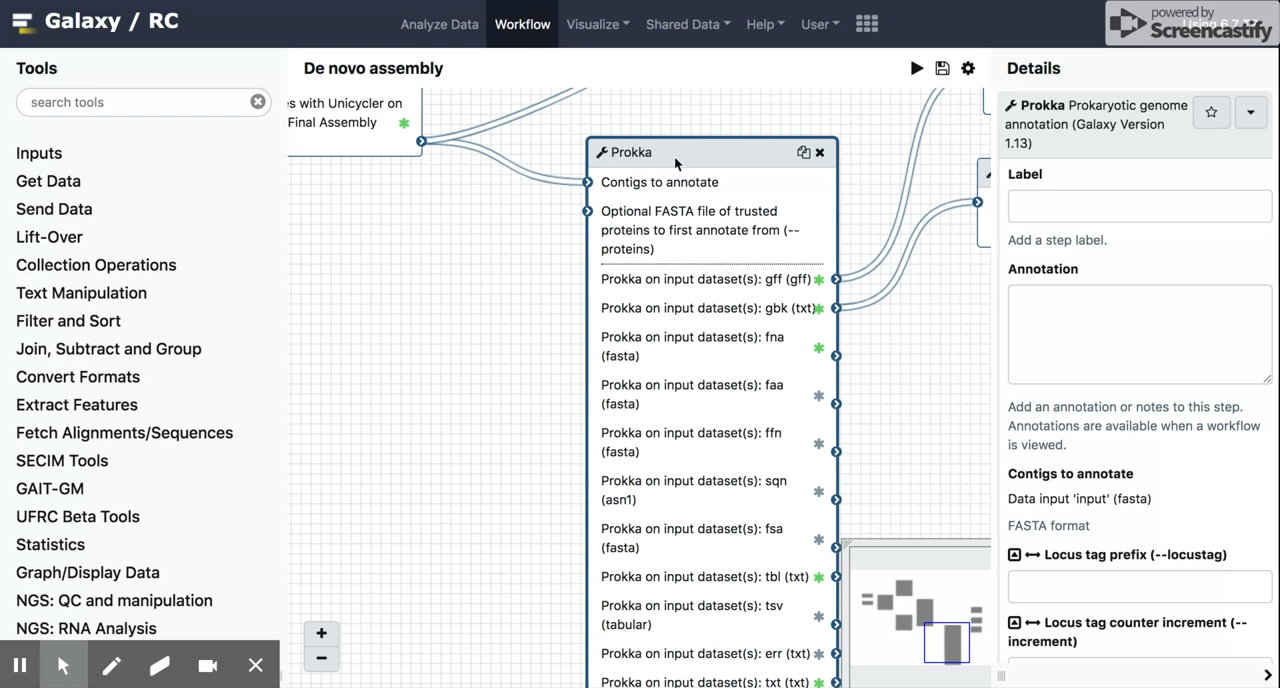 Galaxy / RC
Analyze Data
Workflow
Visualize
Shared Data
Help
User
powered by
Screencastify
Tools
search tools
Inputs
Get Data
Send Data
Lift-Over
Collection Operations
Text Manipulation
Filter and Sort
Join, Subtract and Group
Convert Formats
Extract Features
Fetch Alignments/Sequences
SECIM Tools
GAIT-GM
UFRC Beta Tools
Statistics
Graph/Display Data
NGS: QC and manipulation
NGS: RNA Analysis
De novo assembly
es with Unicycler on
Final Assembly
Prokka
Contigs to annotate
Optional FASTA file of trusted
proteins to first annotate from (--
proteins)
Prokka on input dataset(s): gff (gff)
Prokka on input dataset(s): gbk (txt)
Prokka on input dataset(s): fna
(fasta)
Prokka on input dataset(s): faa
(fasta)
Prokka on input dataset(s): ffn
(fasta)
Prokka on input dataset(s): sqn
(asn1)
Prokka on input dataset(s): fsa
(fasta)
Prokka on input dataset(s): tbl (txt)
Prokka on input dataset(s): tsv
(tabular)
Prokka on input dataset(s): err (txt)
Prokka on input dataset(s): txt (txt)
Details
Prokka Prokaryotic genome
annotation (Galaxy Version
1.13)
Label
Add a step label.
Annotation
Add an annotation or notes to this step.
Annotations are available when a workflow
is viewed.
Contigs to annotate
Data input 'input' (fasta)
FASTA format
Locus tag prefix (--locustag)
Locus tag counter increment (--
increment)